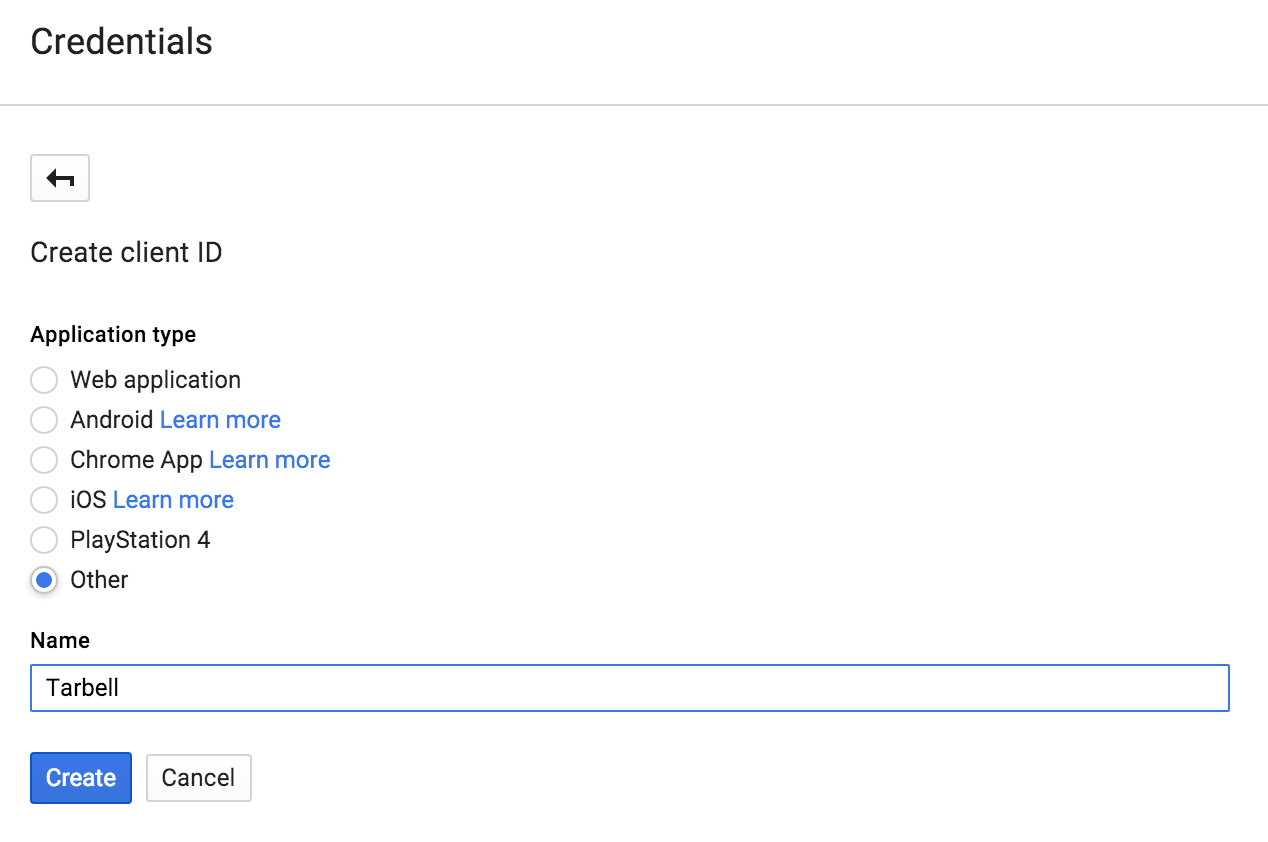 Credentials
Create client ID
Application type
Web application
Android Learn more
Chrome App Learn more
iOS Learn more
PlayStation 4
Other
Name
Tarbell
Create Cancel